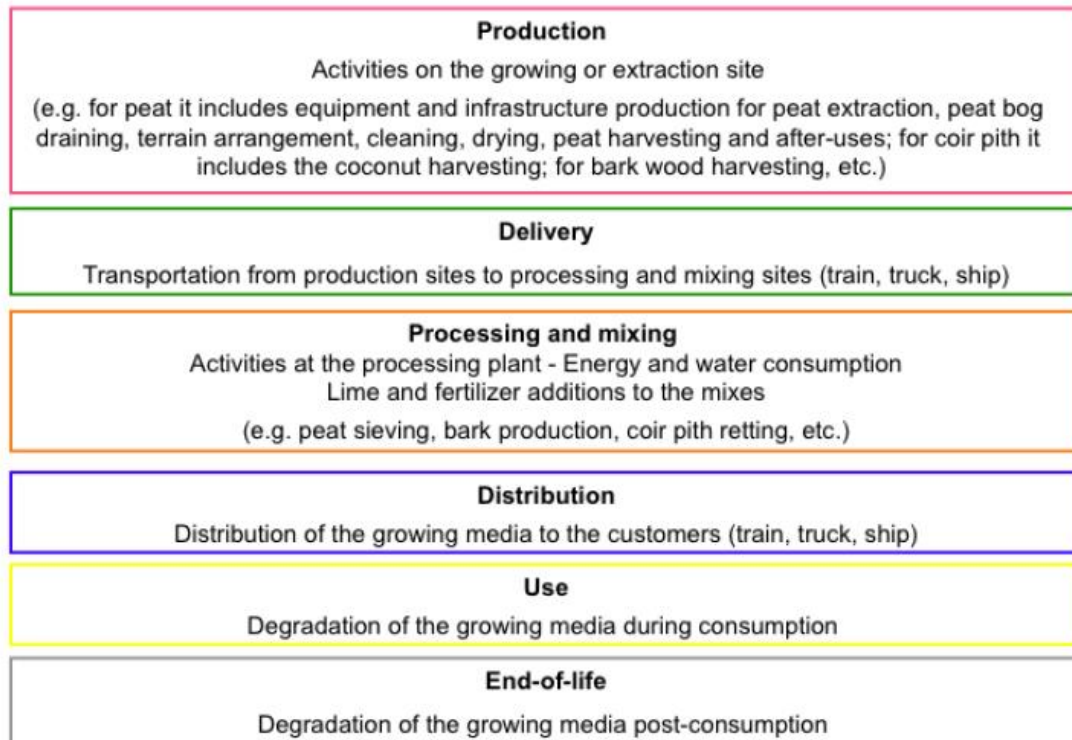 Production
Activities on the growing or extraction site
(e.g. for peat it includes equipment and infrastructure production for peat extraction, peat bog
draining, terrain arrangement, cleaning, drying, peat harvesting and after-uses; for coir pith it
includes the coconut harvesting; for bark wood harvesting, etc.)
Delivery
Transportation from production sites to processing and mixing sites (train, truck, ship)
Processing and mixing
Activities at the processing plant - Energy and water consumption
Lime and fertilizer additions to the mixes
(e.g. peat sieving, bark production, coir pith retting, etc.)
Distribution
Distribution of the growing media to the customers (train, truck, ship)
Use
Degradation of the growing media during consumption
End-of-life
Degradation of the growing media post-consumption